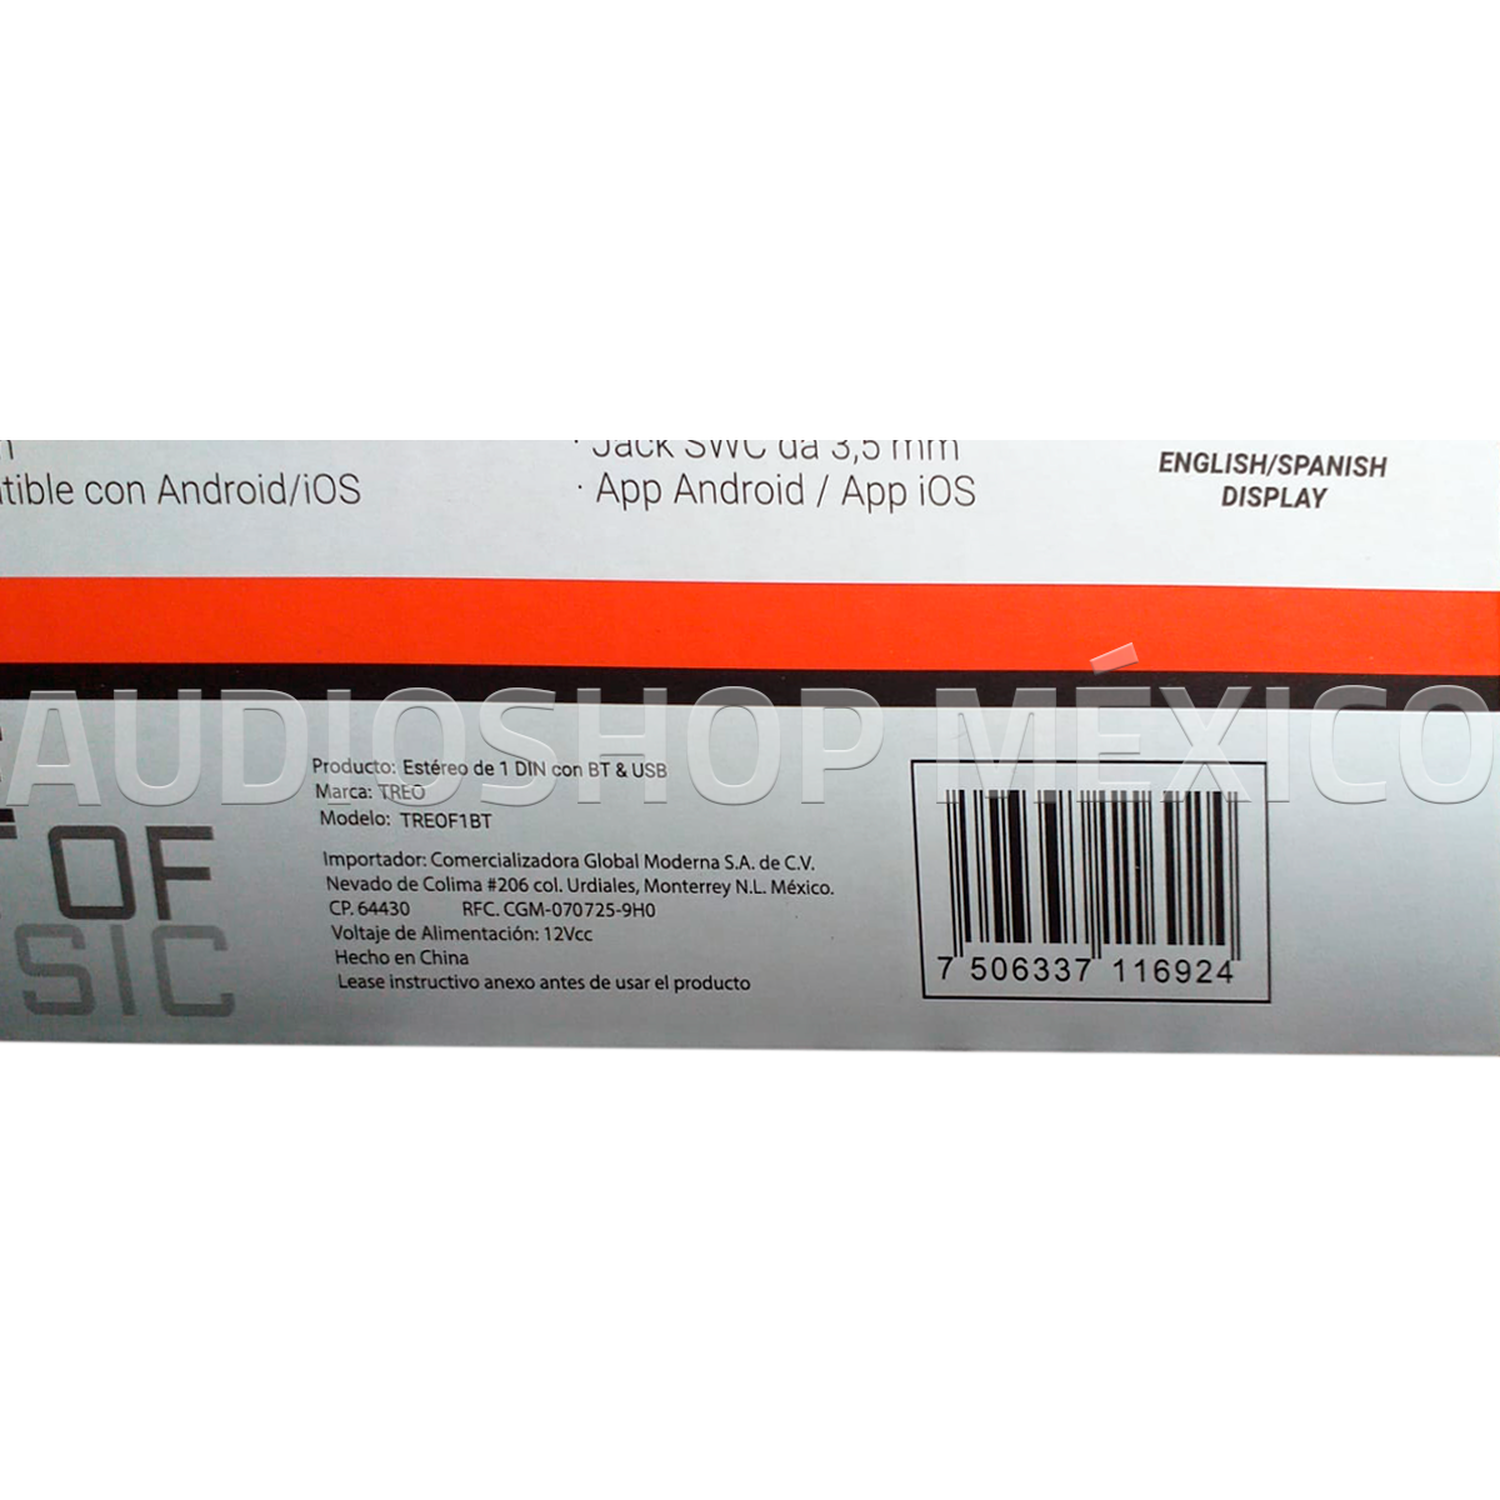 · Jack SWC da 3,5 mm
con Android/iOS
· App Android / App iOS
ENGLISH/SPANISH
DISPLAY
AUDIOSHOP MÉXICO
OF
Producto: Estéreo de 1 DIN con BT & USB
Marca: TREO
Modelo: TREOF1BT
Importador: Comercializadora Global Moderna S.A. de C.V.
Nevado de Colima #206 col. Urdiales, Monterrey N.L. México.
CP. 64430 RFC. CGM-070725-9H0
Voltaje de Alimentación: 12Vcc
Hecho en China
Lease instructivo anexo antes de usar el producto
7 506337 116924